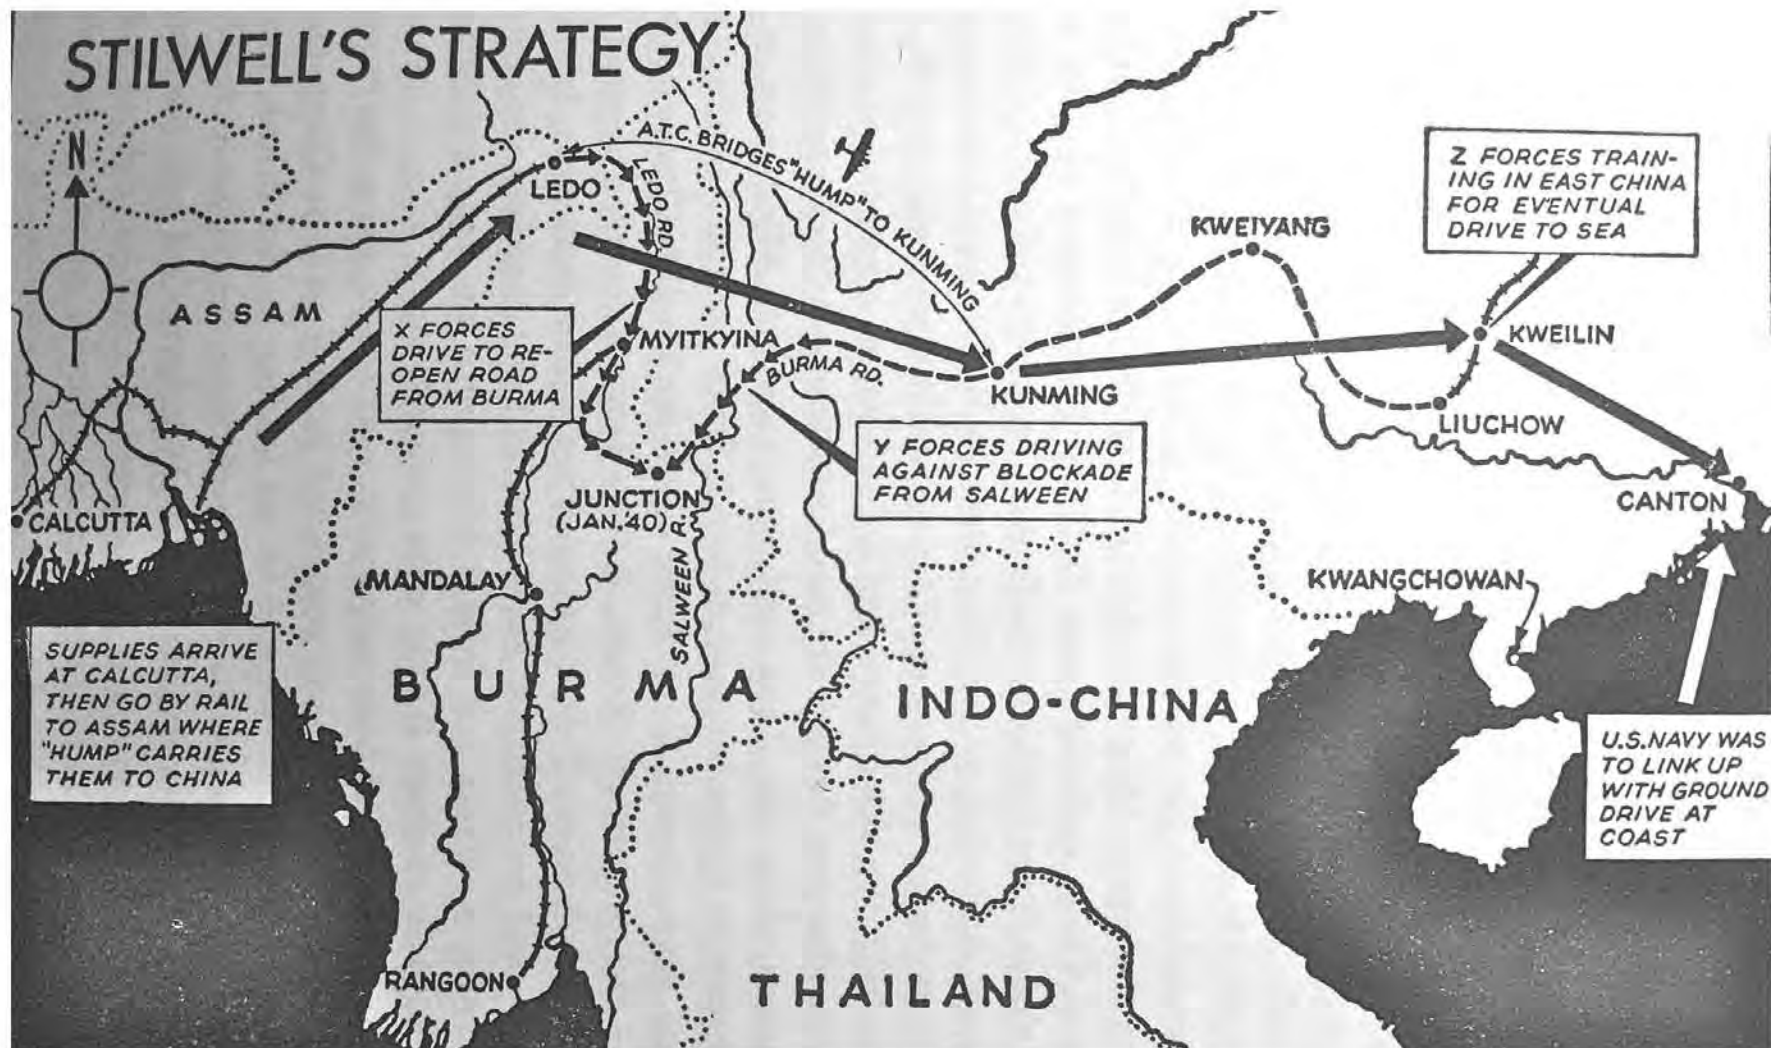 STILWELL'S STRATEGY
N
A.T.C. BRIDGES "HUMP" TO KUNMING
LEDO
LEDO RD.
ASSAM
X FORCES
DRIVE TO RE-
OPEN ROAD
FROM BURMA
MYITKYINA
BURMA RD.
KUNMING
KWEIYANG
Z FORCES TRAIN-
ING IN EAST CHINA
FOR EVENTUAL
DRIVE TO SEA
KWEILIN
LIUCHOW
Y FORCES DRIVING
AGAINST BLOCKADE
FROM SALWEEN
CANTON
CALCUTTA
JUNCTION
(JAN.'40)
SALWEEN R.
MANDALAY
KWANGCHOWAN
SUPPLIES ARRIVE
AT CALCUTTA,
THEN GO BY RAIL
TO ASSAM WHERE
"HUMP" CARRIES
THEM TO CHINA
BURMA
INDO-CHINA
U.S.NAVY WAS
TO LINK UP
WITH GROUND
DRIVE AT
COAST
RANGOON
THAILAND